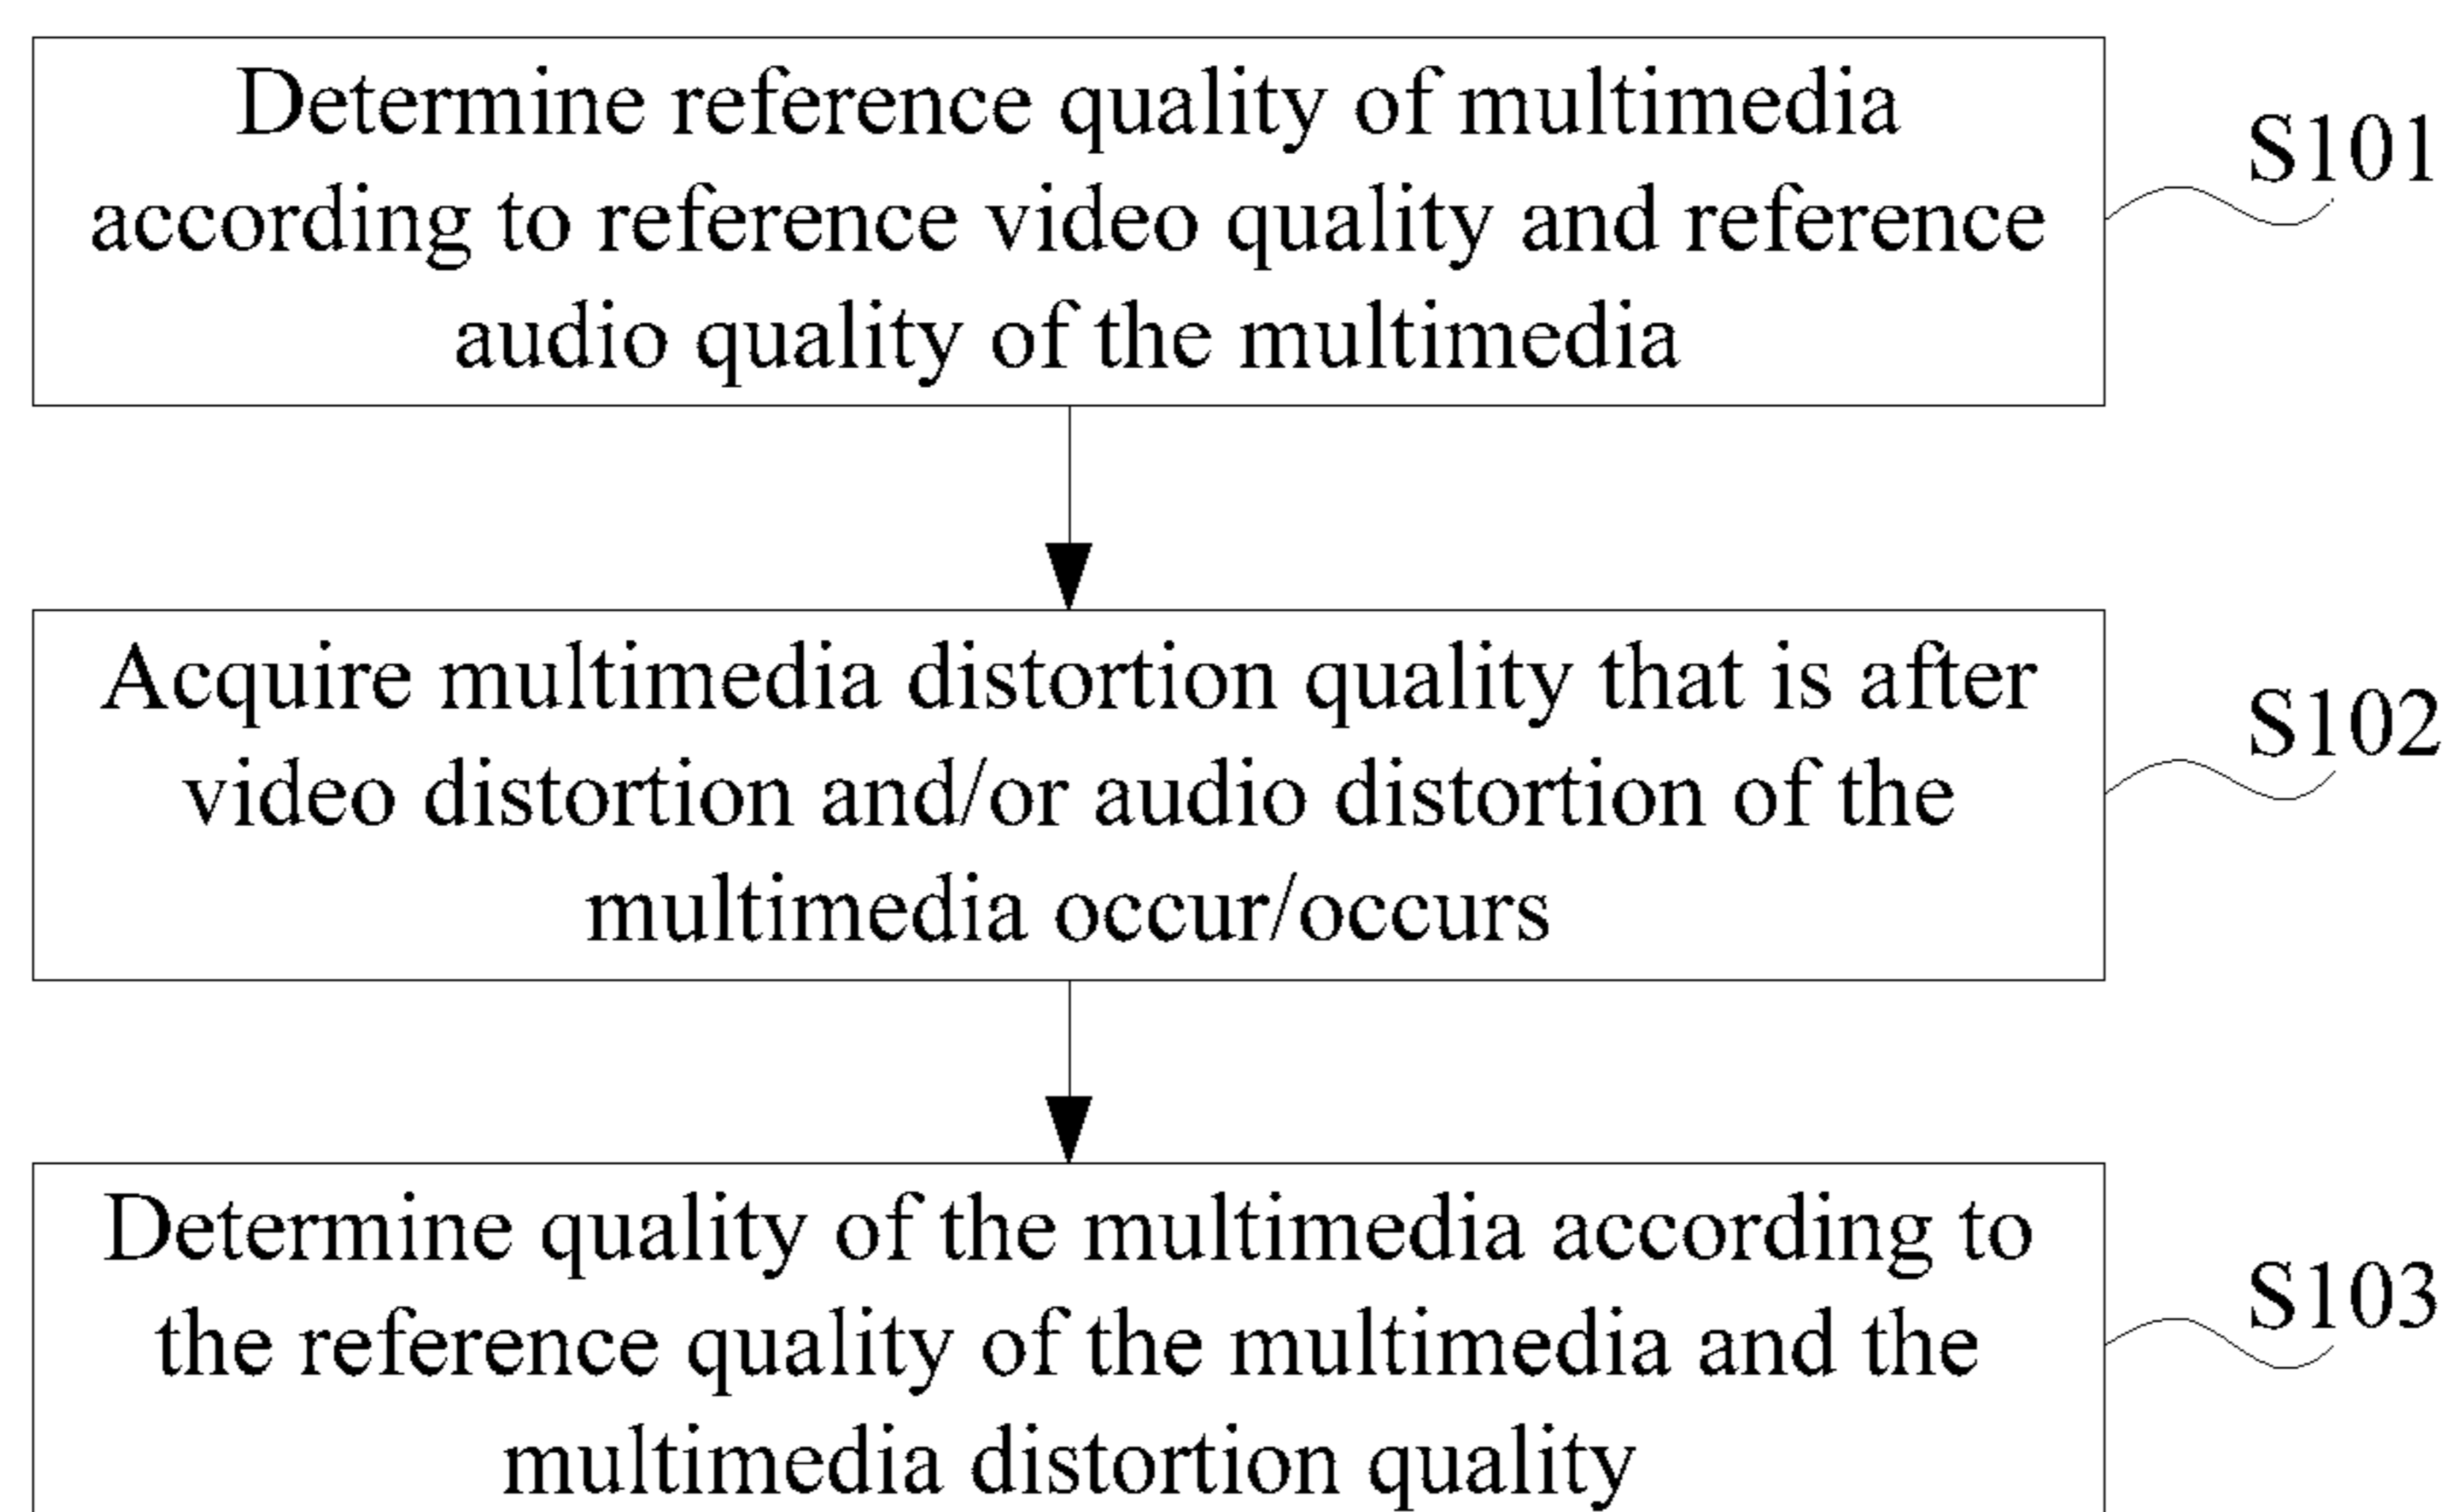 Determine reference quality of multimedia
according to reference video quality and reference
audio quality of the multimedia
S101
Acquire multimedia distortion quality that is after
video distortion and/or audio distortion of the
multimedia occur/occurs
S102
Determine quality of the multimedia according to
the reference quality of the multimedia and the
multimedia distortion quality
S103